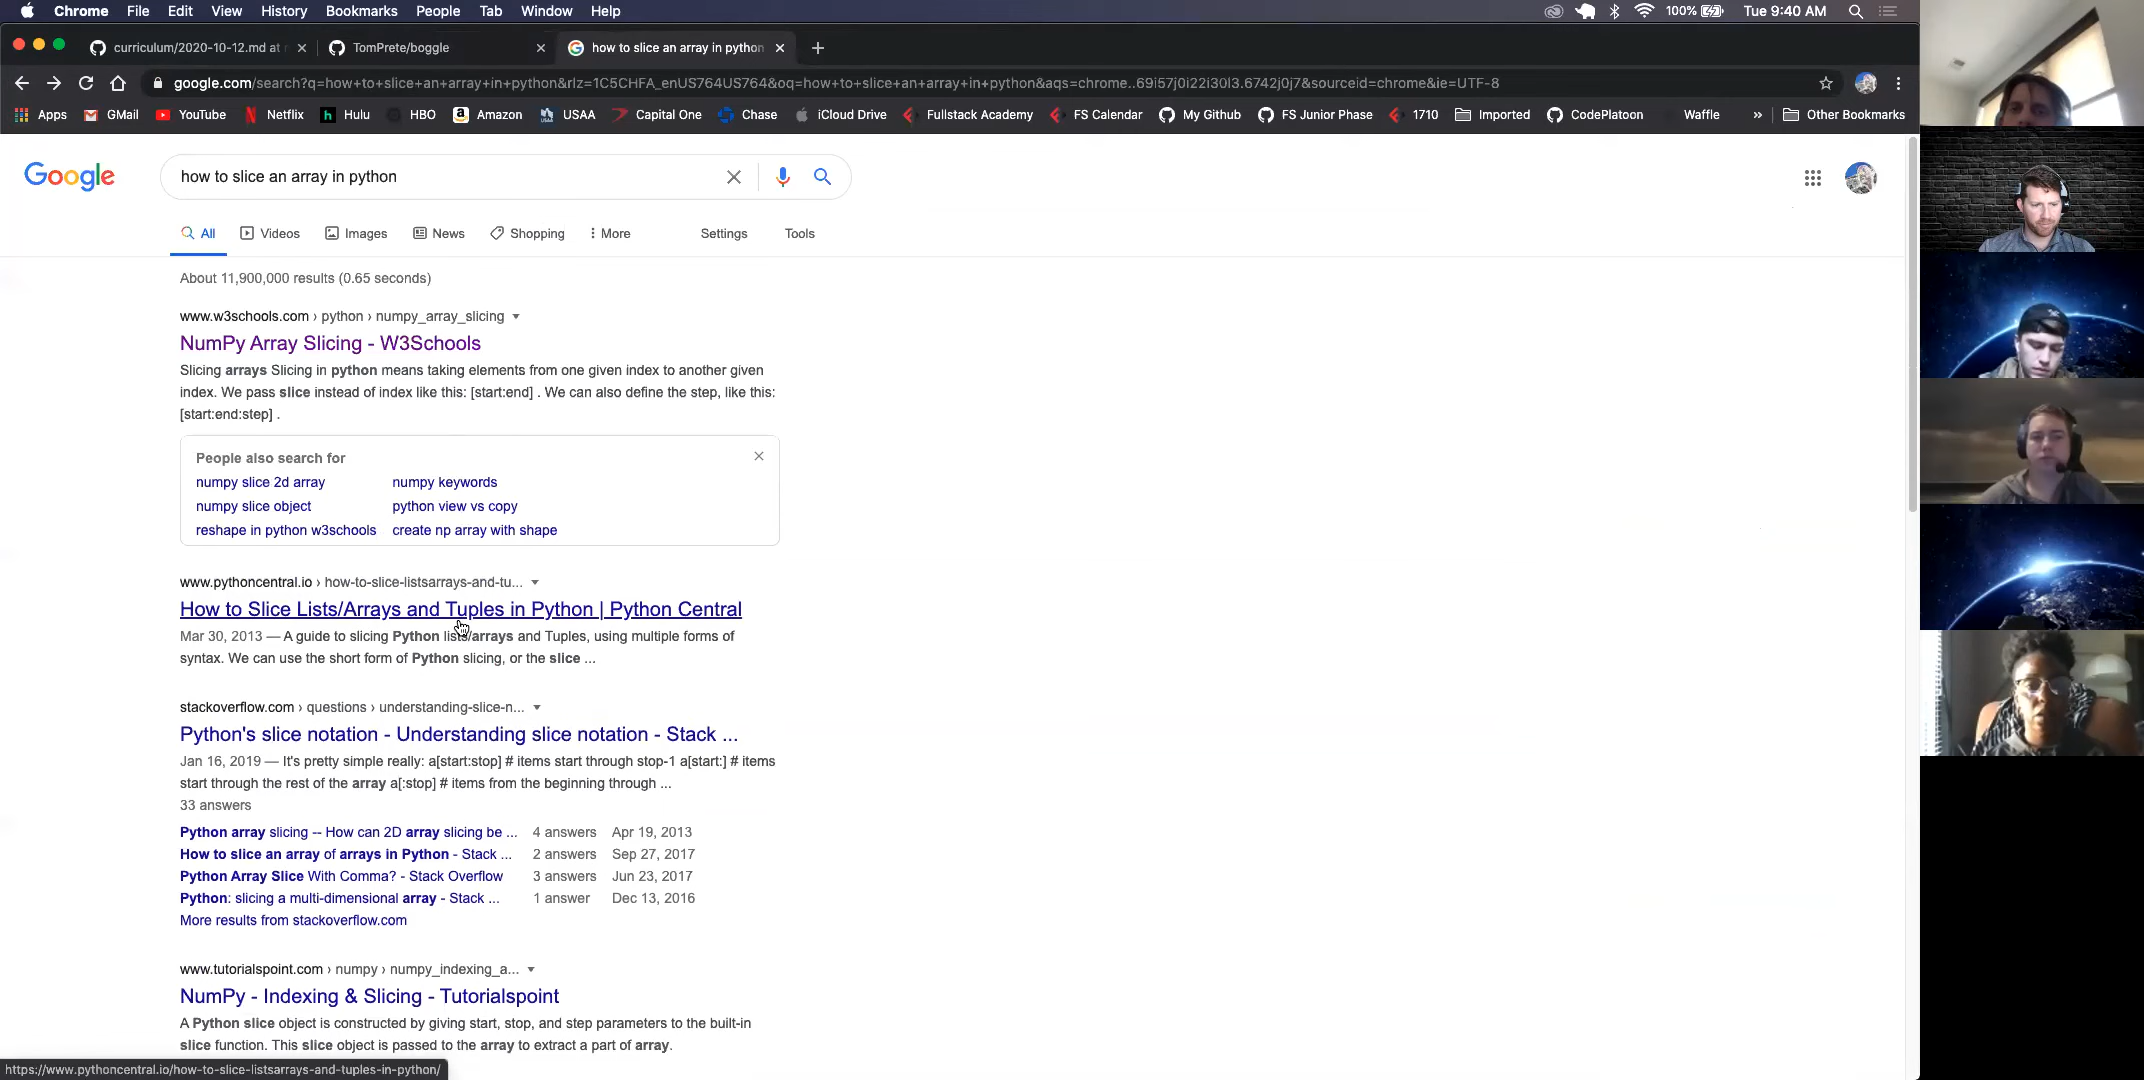 Chrome File Edit View History Bookmarks People Tab Window Help 100% Tue 9:40 AM
curriculum/2020-10-12.md at TomPrete/boggle how to slice an array in python
google.com/search?q=how+to+slice+an+array+in+python&rlz=1C5CHFA_enUS764US764&oq=how+to+slice+an+array+in+python&aqs=chrome..69i57j0i22i30l3.6742j0j7&sourceid=chrome&ie=UTF-8
Apps GMail YouTube Netflix Hulu HBO Amazon USAA Capital One Chase iCloud Drive Fullstack Academy FS Calendar My Github FS Junior Phase 1710 Imported CodePlatoon Waffle » Other Bookmarks
Google how to slice an array in python
All Videos Images News Shopping More Settings Tools
About 11,900,000 results (0.65 seconds)
www.w3schools.com › python › numpy_array_slicing
NumPy Array Slicing - W3Schools
Slicing arrays Slicing in python means taking elements from one given index to another given
index. We pass slice instead of index like this: [start:end] . We can also define the step, like this:
[start:end:step] .
People also search for
numpy slice 2d array numpy keywords
numpy slice object python view vs copy
reshape in python w3schools create np array with shape
www.pythoncentral.io › how-to-slice-listsarrays-and-tu...
How to Slice Lists/Arrays and Tuples in Python | Python Central
Mar 30, 2013 — A guide to slicing Python lists/arrays and Tuples, using multiple forms of
syntax. We can use the short form of Python slicing, or the slice ...
stackoverflow.com › questions › understanding-slice-n...
Python's slice notation - Understanding slice notation - Stack ...
Jan 16, 2019 — It's pretty simple really: a[start:stop] # items start through stop-1 a[start:] # items
start through the rest of the array a[:stop] # items from the beginning through ...
33 answers
Python array slicing -- How can 2D array slicing be ... 4 answers Apr 19, 2013
How to slice an array of arrays in Python - Stack ... 2 answers Sep 27, 2017
Python Array Slice With Comma? - Stack Overflow 3 answers Jun 23, 2017
Python: slicing a multi-dimensional array - Stack ... 1 answer Dec 13, 2016
More results from stackoverflow.com
www.tutorialspoint.com › numpy › numpy_indexing_a...
NumPy - Indexing & Slicing - Tutorialspoint
A Python slice object is constructed by giving start, stop, and step parameters to the built-in
slice function. This slice object is passed to the array to extract a part of array.
https://www.pythoncentral.io/how-to-slice-listsarrays-and-tuples-in-python/